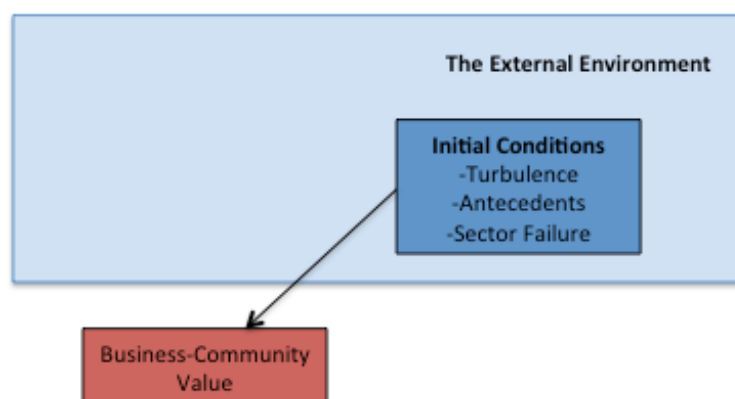 The External Environment
Initial Conditions
-Turbulence
-Antecedents
-Sector Failure
Business-Community
Value